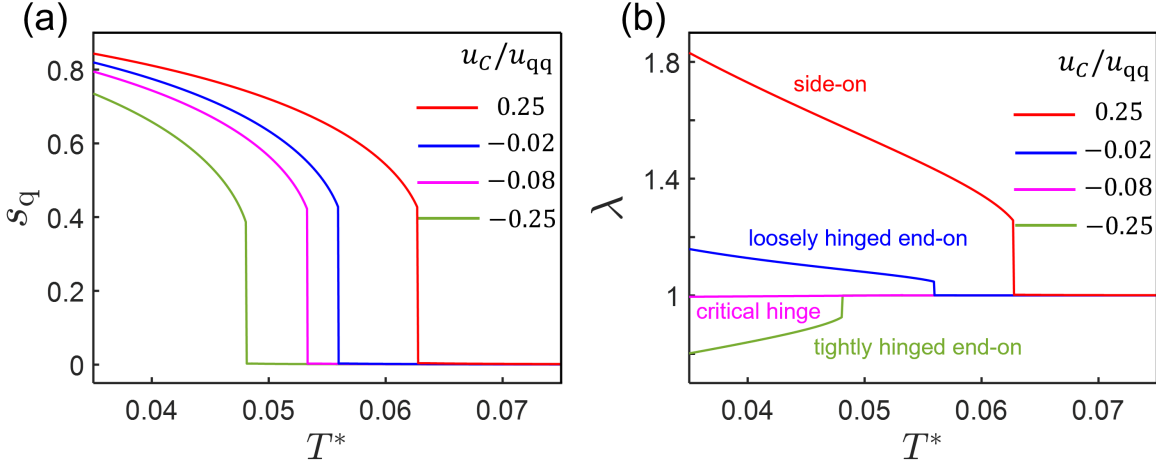 (a)
s_q
0.8
0.6
0.4
0.2
0
u_C/u_qq
0.25
−0.02
−0.08
−0.25
0.04
0.05
0.06
0.07
T*
(b)
λ
1.8
1.4
1
u_C/u_qq
0.25
−0.02
−0.08
−0.25
side-on
loosely hinged end-on
critical hinge
tightly hinged end-on
0.04
0.05
0.06
0.07
T*